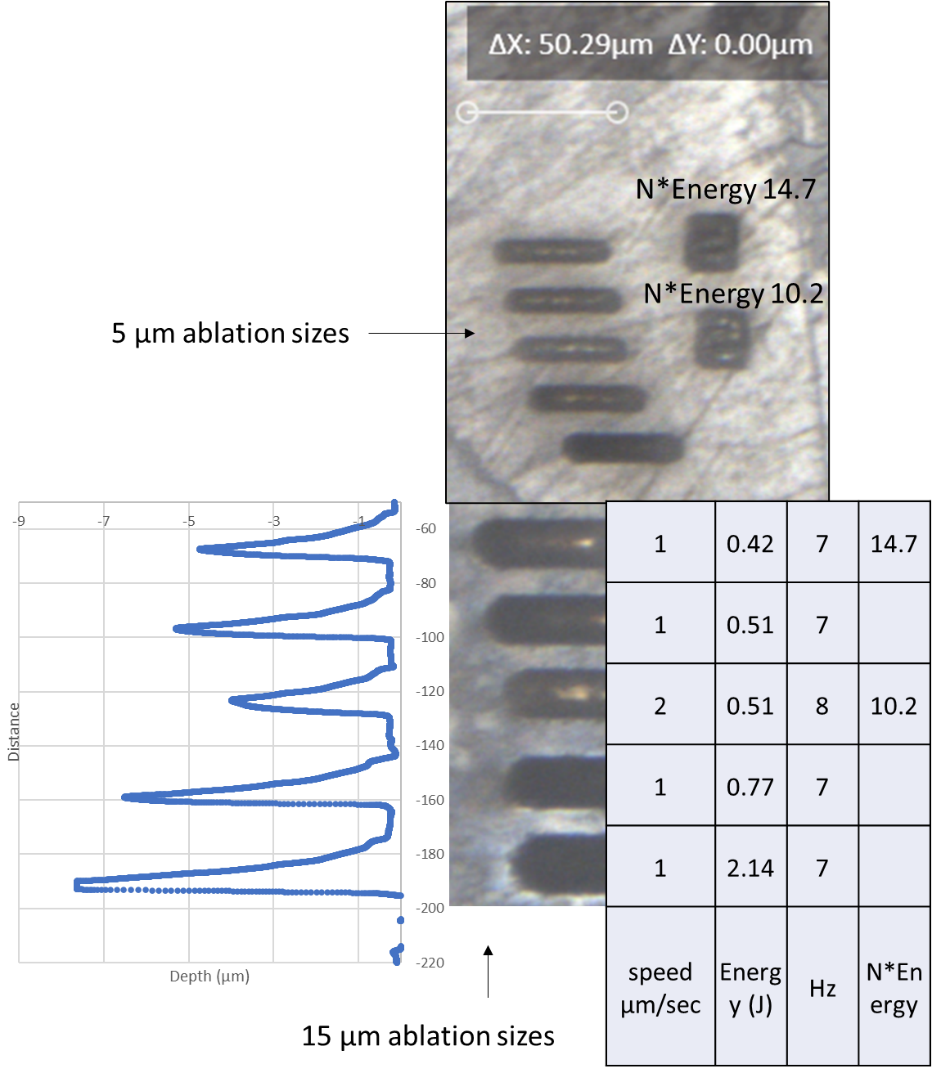 ΔX: 50.29µm ΔY: 0.00µm
N*Energy 14.7
N*Energy 10.2
5 µm ablation sizes
-9 -7 -5 -3 -1
-60
-80
-100
-120
-140
-160
-180
-200
-220
Distance
Depth (µm)
1 0.42 7 14.7
1 0.51 7
2 0.51 8 10.2
1 0.77 7
1 2.14 7
speed Energ Hz N*En
µm/sec y (J) ergy
15 µm ablation sizes